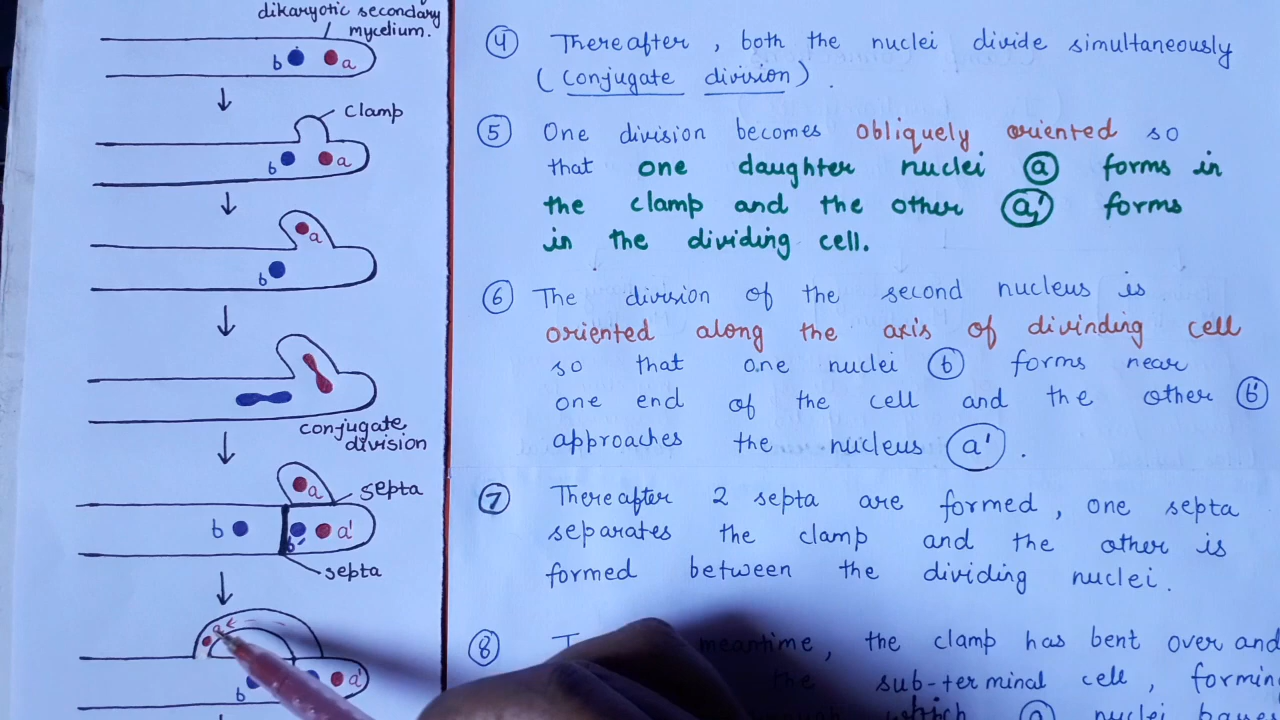 dikaryotic secondary
mycelium.
b a
clamp
b a
a
b
conjugate
division
a
septa
b b' a'
septa
a
b a'
④ Thereafter, both the nuclei divide simultaneously
(conjugate division).
⑤ One division becomes obliquely oriented so
that one daughter nuclei ⓐ forms in
the clamp and the other a' forms
in the dividing cell.
⑥ The division of the second nucleus is
oriented along the axis of divinding cell
so that one nuclei ⓑ forms near
one end of the cell and the other b'
approaches the nucleus a'.
⑦ Thereafter 2 septa are formed, one septa
separates the clamp and the other is
formed between the dividing nuclei.
⑧ meantime, the clamp has bent over and
the sub-terminal cell, formin
which ⓐ nuclei